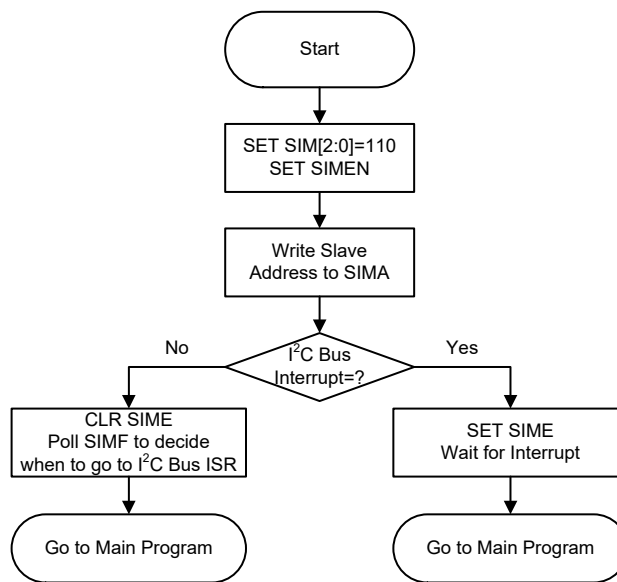 Start
SET SIM[2:0]=110
SET SIMEN
Write Slave
Address to SIMA
No
I²C Bus
Interrupt=?
Yes
CLR SIME
Poll SIMF to decide
when to go to I²C Bus ISR
SET SIME
Wait for Interrupt
Go to Main Program
Go to Main Program